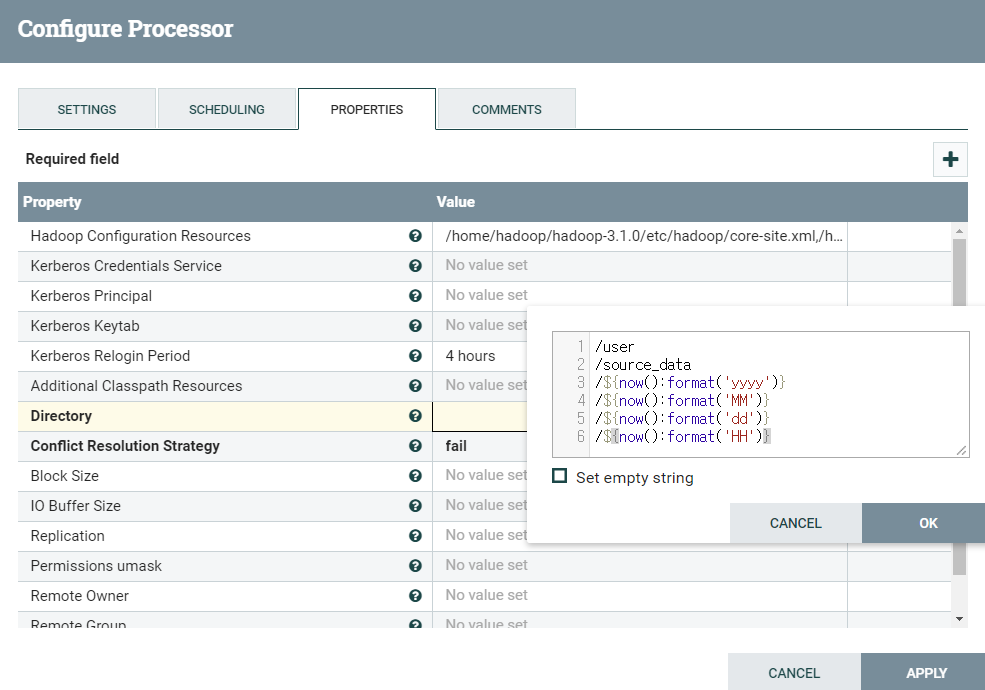 Configure Processor
SETTINGS SCHEDULING PROPERTIES COMMENTS
Required field
Property Value
Hadoop Configuration Resources /home/hadoop/hadoop-3.1.0/etc/hadoop/core-site.xml,/h...
Kerberos Credentials Service No value set
Kerberos Principal No value set
Kerberos Keytab No value set
Kerberos Relogin Period 4 hours
Additional Classpath Resources No value set
Directory
Conflict Resolution Strategy fail
Block Size No value set
IO Buffer Size No value set
Replication No value set
Permissions umask No value set
Remote Owner No value set
Remote Group No value set
1 /user
2 /source_data
3 /${now():format('yyyy')}
4 /${now():format('MM')}
5 /${now():format('dd')}
6 /${now():format('HH')}
Set empty string
CANCEL OK
CANCEL APPLY